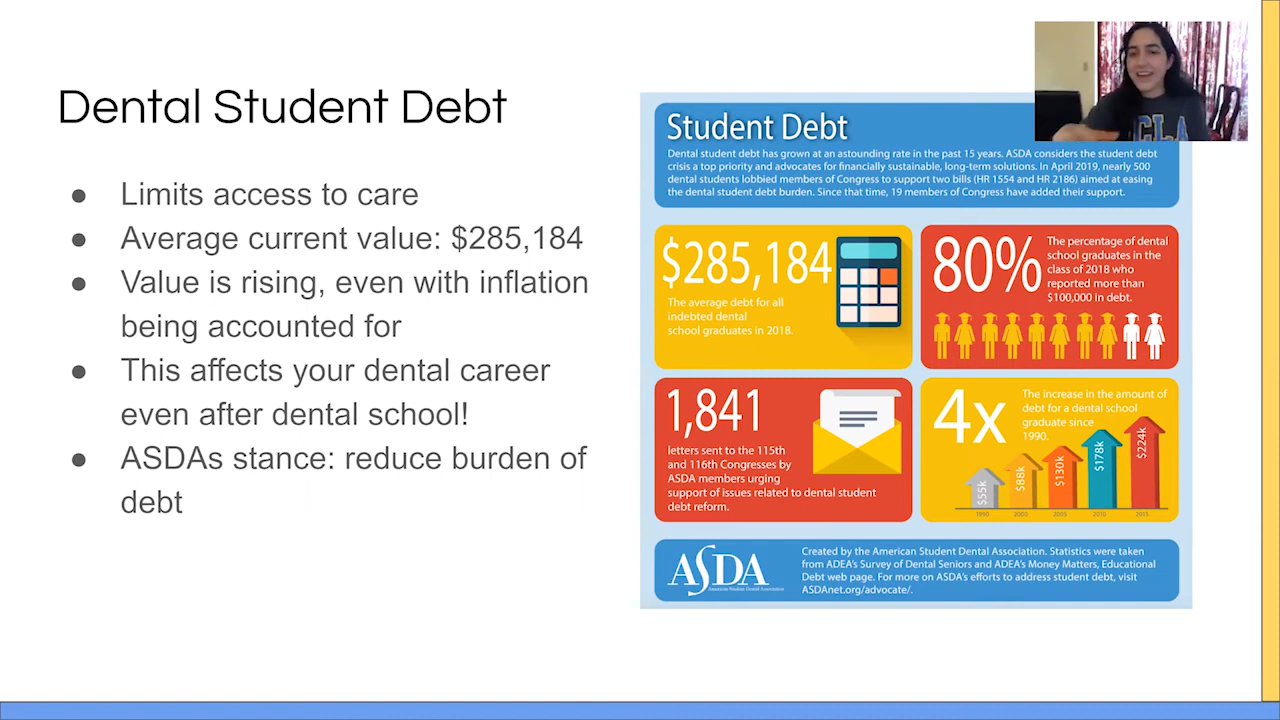 Dental Student Debt
● Limits access to care
● Average current value: $285,184
● Value is rising, even with inflation
being accounted for
● This affects your dental career
even after dental school!
● ASDAs stance: reduce burden of
debt
Student Debt
Dental student debt has grown at an astounding rate in the past 15 years. ASDA considers the student debt
crisis a top priority and advocates for financially sustainable, long-term solutions. In April 2019, nearly 500
dental students lobbied members of Congress to support two bills (HR 1554 and HR 2186) aimed at easing
the dental student debt burden. Since that time, 19 members of Congress have added their support.
$285,184
The average debt for all
indebted dental
school graduates in 2018.
80%
The percentage of dental
school graduates in the
class of 2018 who
reported more than
$100,000 in debt.
1,841
letters sent to the 115th
and 116th Congresses by
ASDA members urging
support of issues related to dental student
debt reform.
4x
The increase in the amount of
debt for a dental school
graduate since
1990.
$55k
$88k
$130k
$178k
$224k
1990 2000 2005 2010 2015
ASDA
American Student Dental Association
Created by the American Student Dental Association. Statistics were taken
from ADEA's Survey of Dental Seniors and ADEA's Money Matters, Educational
Debt web page. For more on ASDA's efforts to address student debt, visit
ASDAnet.org/advocate/.